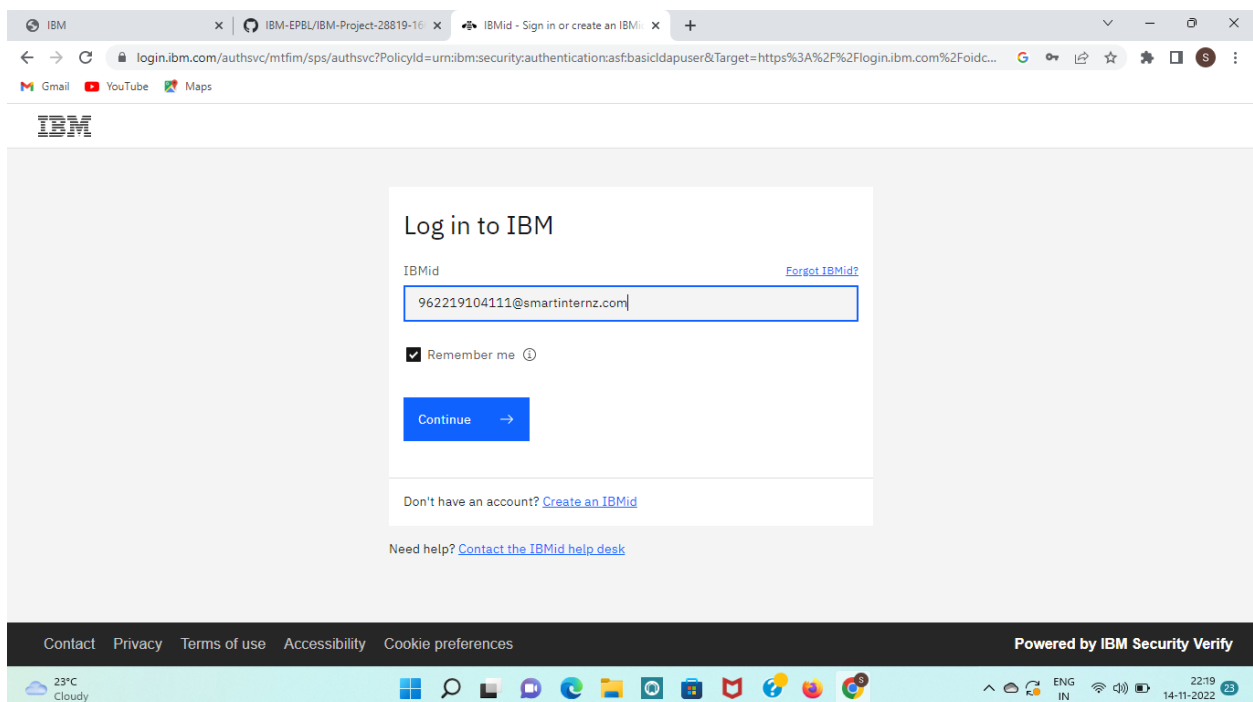 IBM
IBM-EPBL/IBM-Project-28819-16
IBMid - Sign in or create an IBMi
login.ibm.com/authsvc/mtfim/sps/authsvc?PolicyId=urn:ibm:security:authentication:asf:basicldapuser&Target=https%3A%2F%2Flogin.ibm.com%2Foidc...
G
S
Gmail
YouTube
Maps
IBM
Log in to IBM
IBMid
Forgot IBMid?
962219104111@smartinternz.com
Remember me
Continue
Don't have an account? Create an IBMid
Need help? Contact the IBMid help desk
Contact Privacy Terms of use Accessibility Cookie preferences
Powered by IBM Security Verify
23°C
Cloudy
S
ENG
IN
22:19
14-11-2022
23